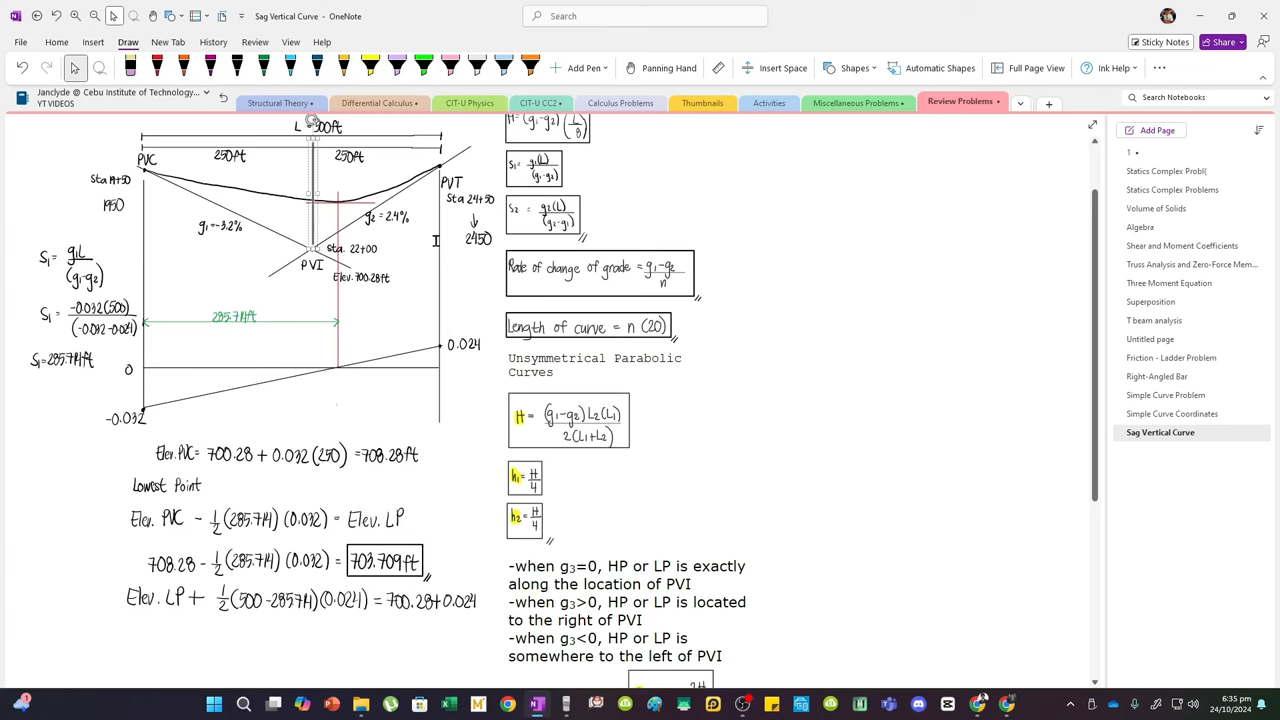 Sag Vertical Curve - OneNote
Search
File Home Insert Draw New Tab History Review View Help
Sticky Notes
Share
Add Pen
Panning Hand
Insert Space
Shapes
Automatic Shapes
Full Page View
Ink Help
Janclyde @ Cebu Institute of Technology...
YT VIDEOS
Structural Theory
Differential Calculus
CIT-U Physics
CIT-U CC2
Calculus Problems
Thumbnails
Activities
Miscellaneous Problems
Review Problems
Search Notebooks
Add Page
1
Statics Complex Probl(
Statics Complex Problems
Volume of Solids
Algebra
Shear and Moment Coefficients
Truss Analysis and Zero-Force Mem...
Three Moment Equation
Superposition
T beam analysis
Untitled page
Friction - Ladder Problem
Right-Angled Bar
Simple Curve Problem
Simple Curve Coordinates
Sag Vertical Curve
L = 500ft
250ft 250ft
PVC
Sta 19+50
1950
PVT
Sta 24+50
2450
g1=-3.2%
g2 = 2.4%
Sta. 22+00
PVI
Elev. 700.28ft
S1 = g1L / (g1-g2)
S1 = -0.032(500) / (-0.032-0.024)
S1=285.714ft
285.714ft
0.024
0
-0.032
Elev. PVC = 700.28 + 0.032(250) = 708.28ft
Lowest Point
Elev. PVC - 1/2 (285.714)(0.032) = Elev. LP
708.28 - 1/2 (285.714)(0.032) = 703.709ft
Elev. LP + 1/2 (500-285.714)(0.024) = 700.28+0.024
H = (g1-g2) (L/8)
S1 = g1(L) / (g1-g2)
S2 = g2(L) / (g2-g1)
Rate of change of grade = g1-g2 / n
Length of curve = n (20)
Unsymmetrical Parabolic
Curves
H = (g1-g2) L2(L1) / 2(L1+L2)
h1 = H/4
h2 = H/4
-when g3=0, HP or LP is exactly
along the location of PVI
-when g3>0, HP or LP is located
to the right of PVI
-when g3<0, HP or LP is
somewhere to the left of PVI
2H
6:35 pm
24/10/2024